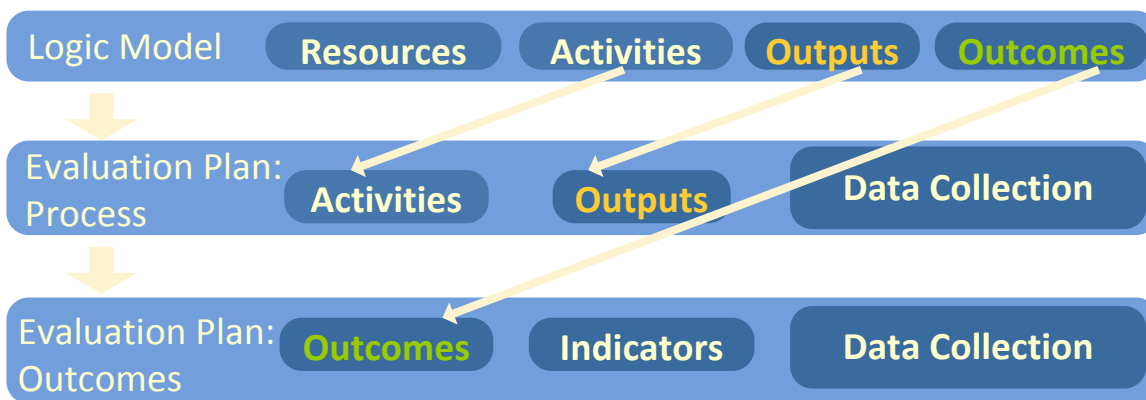 Logic Model
Resources
Activities
Outputs
Outcomes
Evaluation Plan:
Process
Activities
Outputs
Data Collection
Evaluation Plan:
Outcomes
Outcomes
Indicators
Data Collection